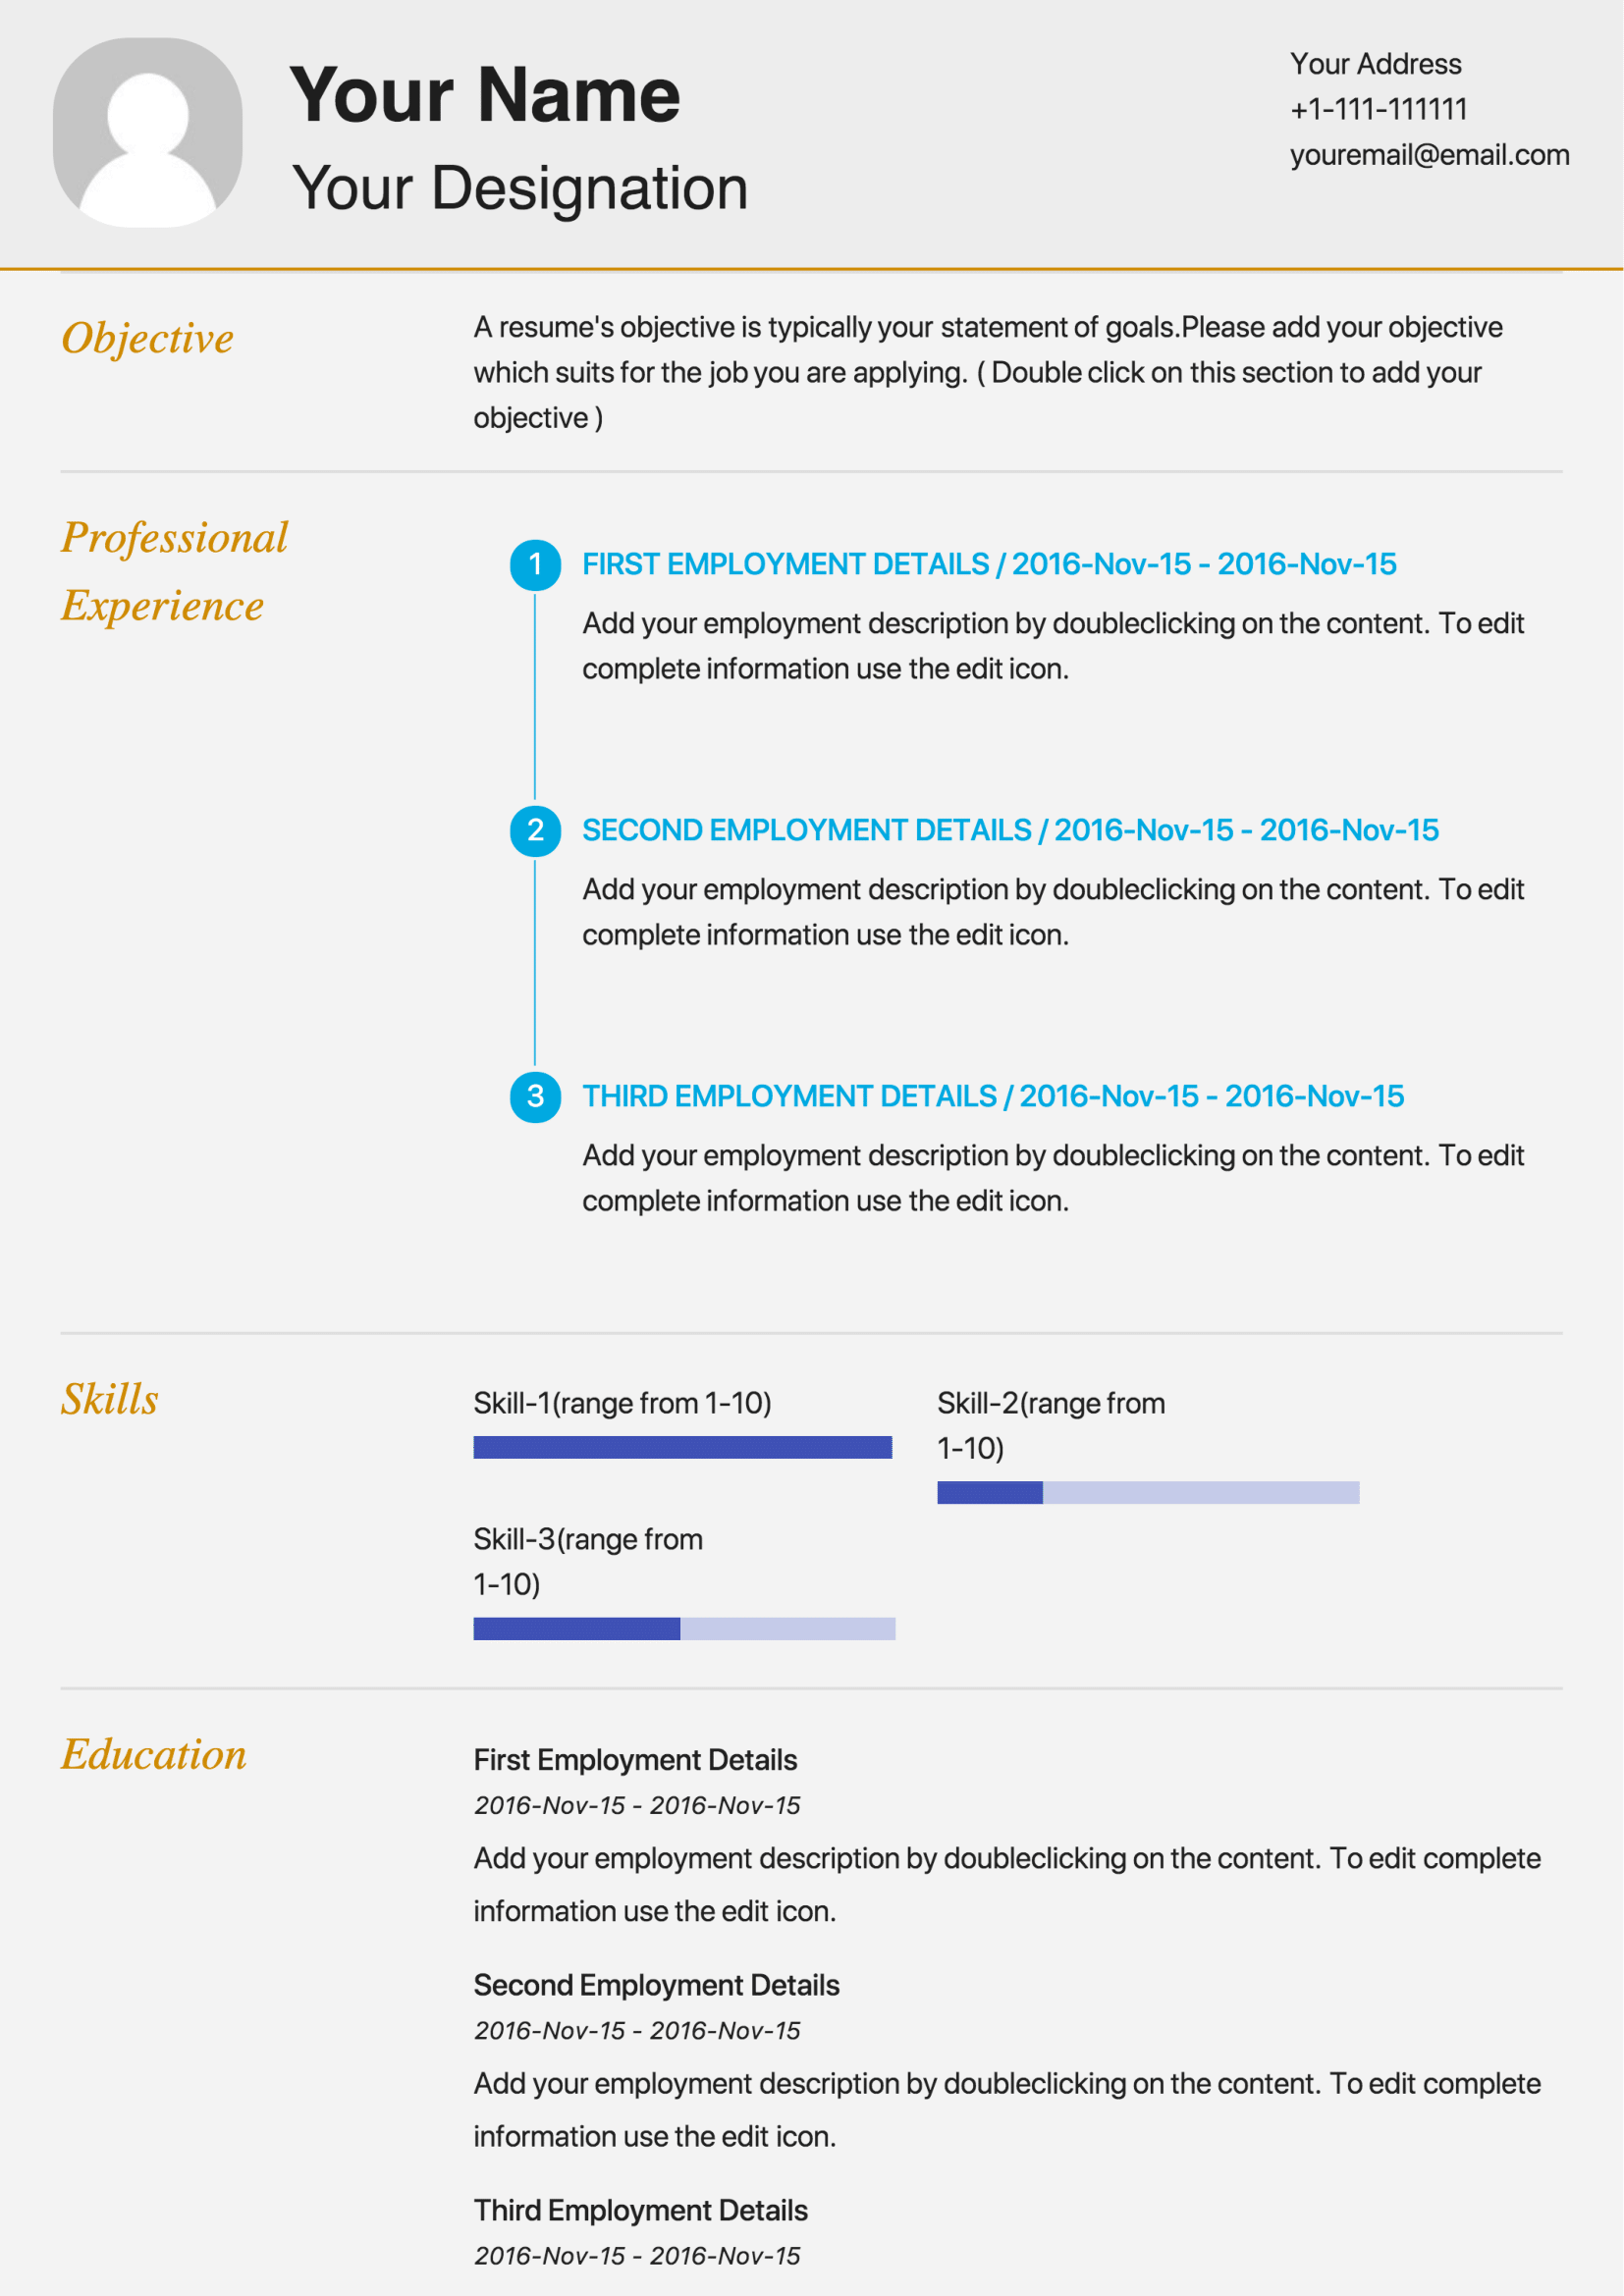 Your Name
Your Designation
Your Address
+1-111-111111
youremail@email.com
Objective
A resume's objective is typically your statement of goals.Please add your objective
which suits for the job you are applying. ( Double click on this section to add your
objective )
Professional
Experience
1
FIRST EMPLOYMENT DETAILS / 2016-Nov-15 - 2016-Nov-15
Add your employment description by doubleclicking on the content. To edit
complete information use the edit icon.
2
SECOND EMPLOYMENT DETAILS / 2016-Nov-15 - 2016-Nov-15
Add your employment description by doubleclicking on the content. To edit
complete information use the edit icon.
3
THIRD EMPLOYMENT DETAILS / 2016-Nov-15 - 2016-Nov-15
Add your employment description by doubleclicking on the content. To edit
complete information use the edit icon.
Skills
Skill-1(range from 1-10)
Skill-2(range from
1-10)
Skill-3(range from
1-10)
Education
First Employment Details
2016-Nov-15 - 2016-Nov-15
Add your employment description by doubleclicking on the content. To edit complete
information use the edit icon.
Second Employment Details
2016-Nov-15 - 2016-Nov-15
Add your employment description by doubleclicking on the content. To edit complete
information use the edit icon.
Third Employment Details
2016-Nov-15 - 2016-Nov-15